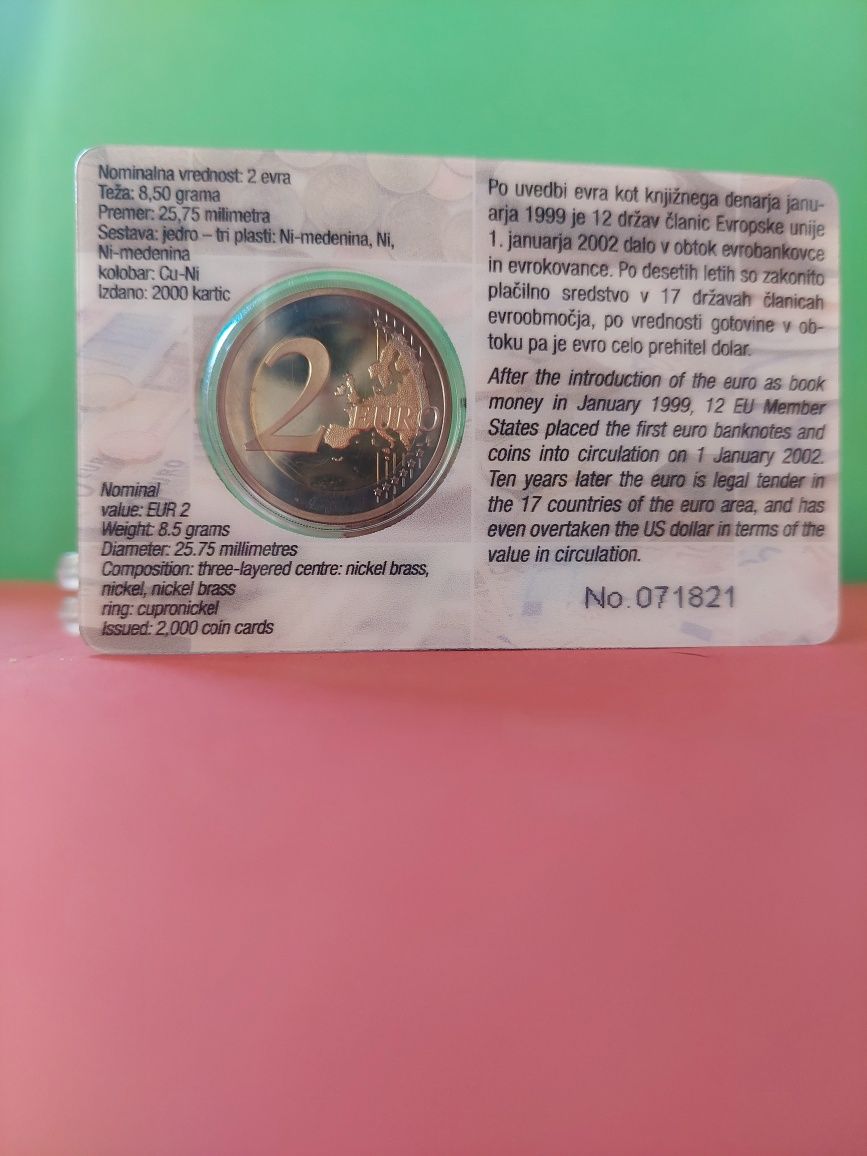 Nominalna vrednost: 2 evra
Teža: 8,50 grama
Premer: 25,75 milimetra
Sestava: jedro – tri plasti: Ni-medenina, Ni,
Ni-medenina
kolobar: Cu-Ni
Izdano: 2000 kartic
2 EURO
Nominal
value: EUR 2
Weight: 8.5 grams
Diameter: 25.75 millimetres
Composition: three-layered centre: nickel brass,
nickel, nickel brass
ring: cupronickel
Issued: 2,000 coin cards
Po uvedbi evra kot knjižnega denarja janu-
arja 1999 je 12 držav članic Evropske unije
1. januarja 2002 dalo v obtok evrobankovce
in evrokovance. Po desetih letih so zakonito
plačilno sredstvo v 17 državah članicah
evroobmočja, po vrednosti gotovine v ob-
toku pa je evro celo prehitel dolar.
After the introduction of the euro as book
money in January 1999, 12 EU Member
States placed the first euro banknotes and
coins into circulation on 1 January 2002.
Ten years later the euro is legal tender in
the 17 countries of the euro area, and has
even overtaken the US dollar in terms of the
value in circulation.
No.071821